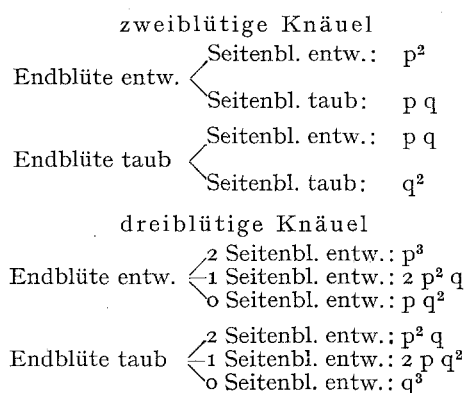 zweiblütige Knäuel
Seitenbl. entw.: p²
Endblüte entw.
Seitenbl. taub: p q
Seitenbl. entw.: p q
Endblüte taub
Seitenbl. taub: q²
dreiblütige Knäuel
2 Seitenbl. entw.: p³
Endblüte entw. 1 Seitenbl. entw.: 2 p² q
0 Seitenbl. entw.: p q²
2 Seitenbl. entw.: p² q
Endblüte taub 1 Seitenbl. entw.: 2 p q²
0 Seitenbl. entw.: q³